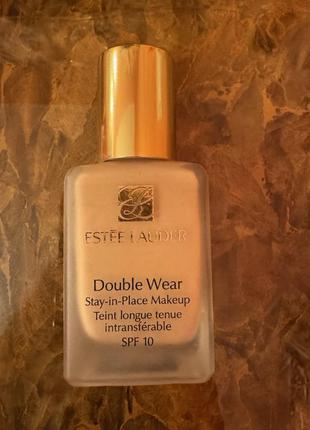 ESTĒE LAUDER
Double Wear
Stay-in-Place Makeup
Teint longue tenue
intransférable
SPF 10